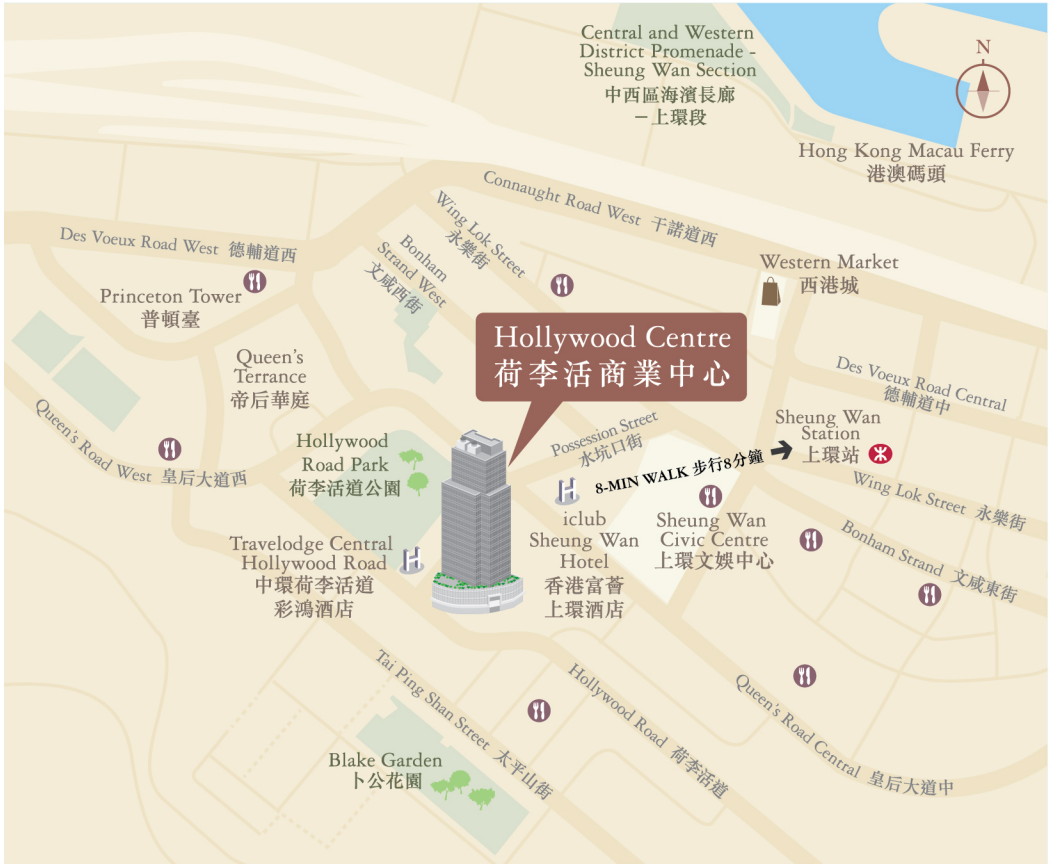 Central and Western
District Promenade -
Sheung Wan Section
中西區海濱長廊
－上環段
N
Hong Kong Macau Ferry
港澳碼頭
Connaught Road West 干諾道西
Wing Lok Street
永樂街
Bonham
Strand West
文咸西街
Des Voeux Road West 德輔道西
Western Market
西港城
Princeton Tower
普頓臺
Hollywood Centre
荷李活商業中心
Queen's
Terrance
帝后華庭
Des Voeux Road Central
德輔道中
Queen's Road West 皇后大道西
Hollywood
Road Park
荷李活道公園
Possession Street
水坑口街
Sheung Wan
Station
上環站
8-MIN WALK 步行8分鐘
Wing Lok Street 永樂街
H
iclub
Sheung Wan
Hotel
香港富薈
上環酒店
Sheung Wan
Civic Centre
上環文娛中心
Bonham Strand 文咸東街
Travelodge Central
Hollywood Road
中環荷李活道
彩鴻酒店
H
Tai Ping Shan Street 太平山街
Hollywood Road 荷李活道
Queen's Road Central 皇后大道中
Blake Garden
卜公花園